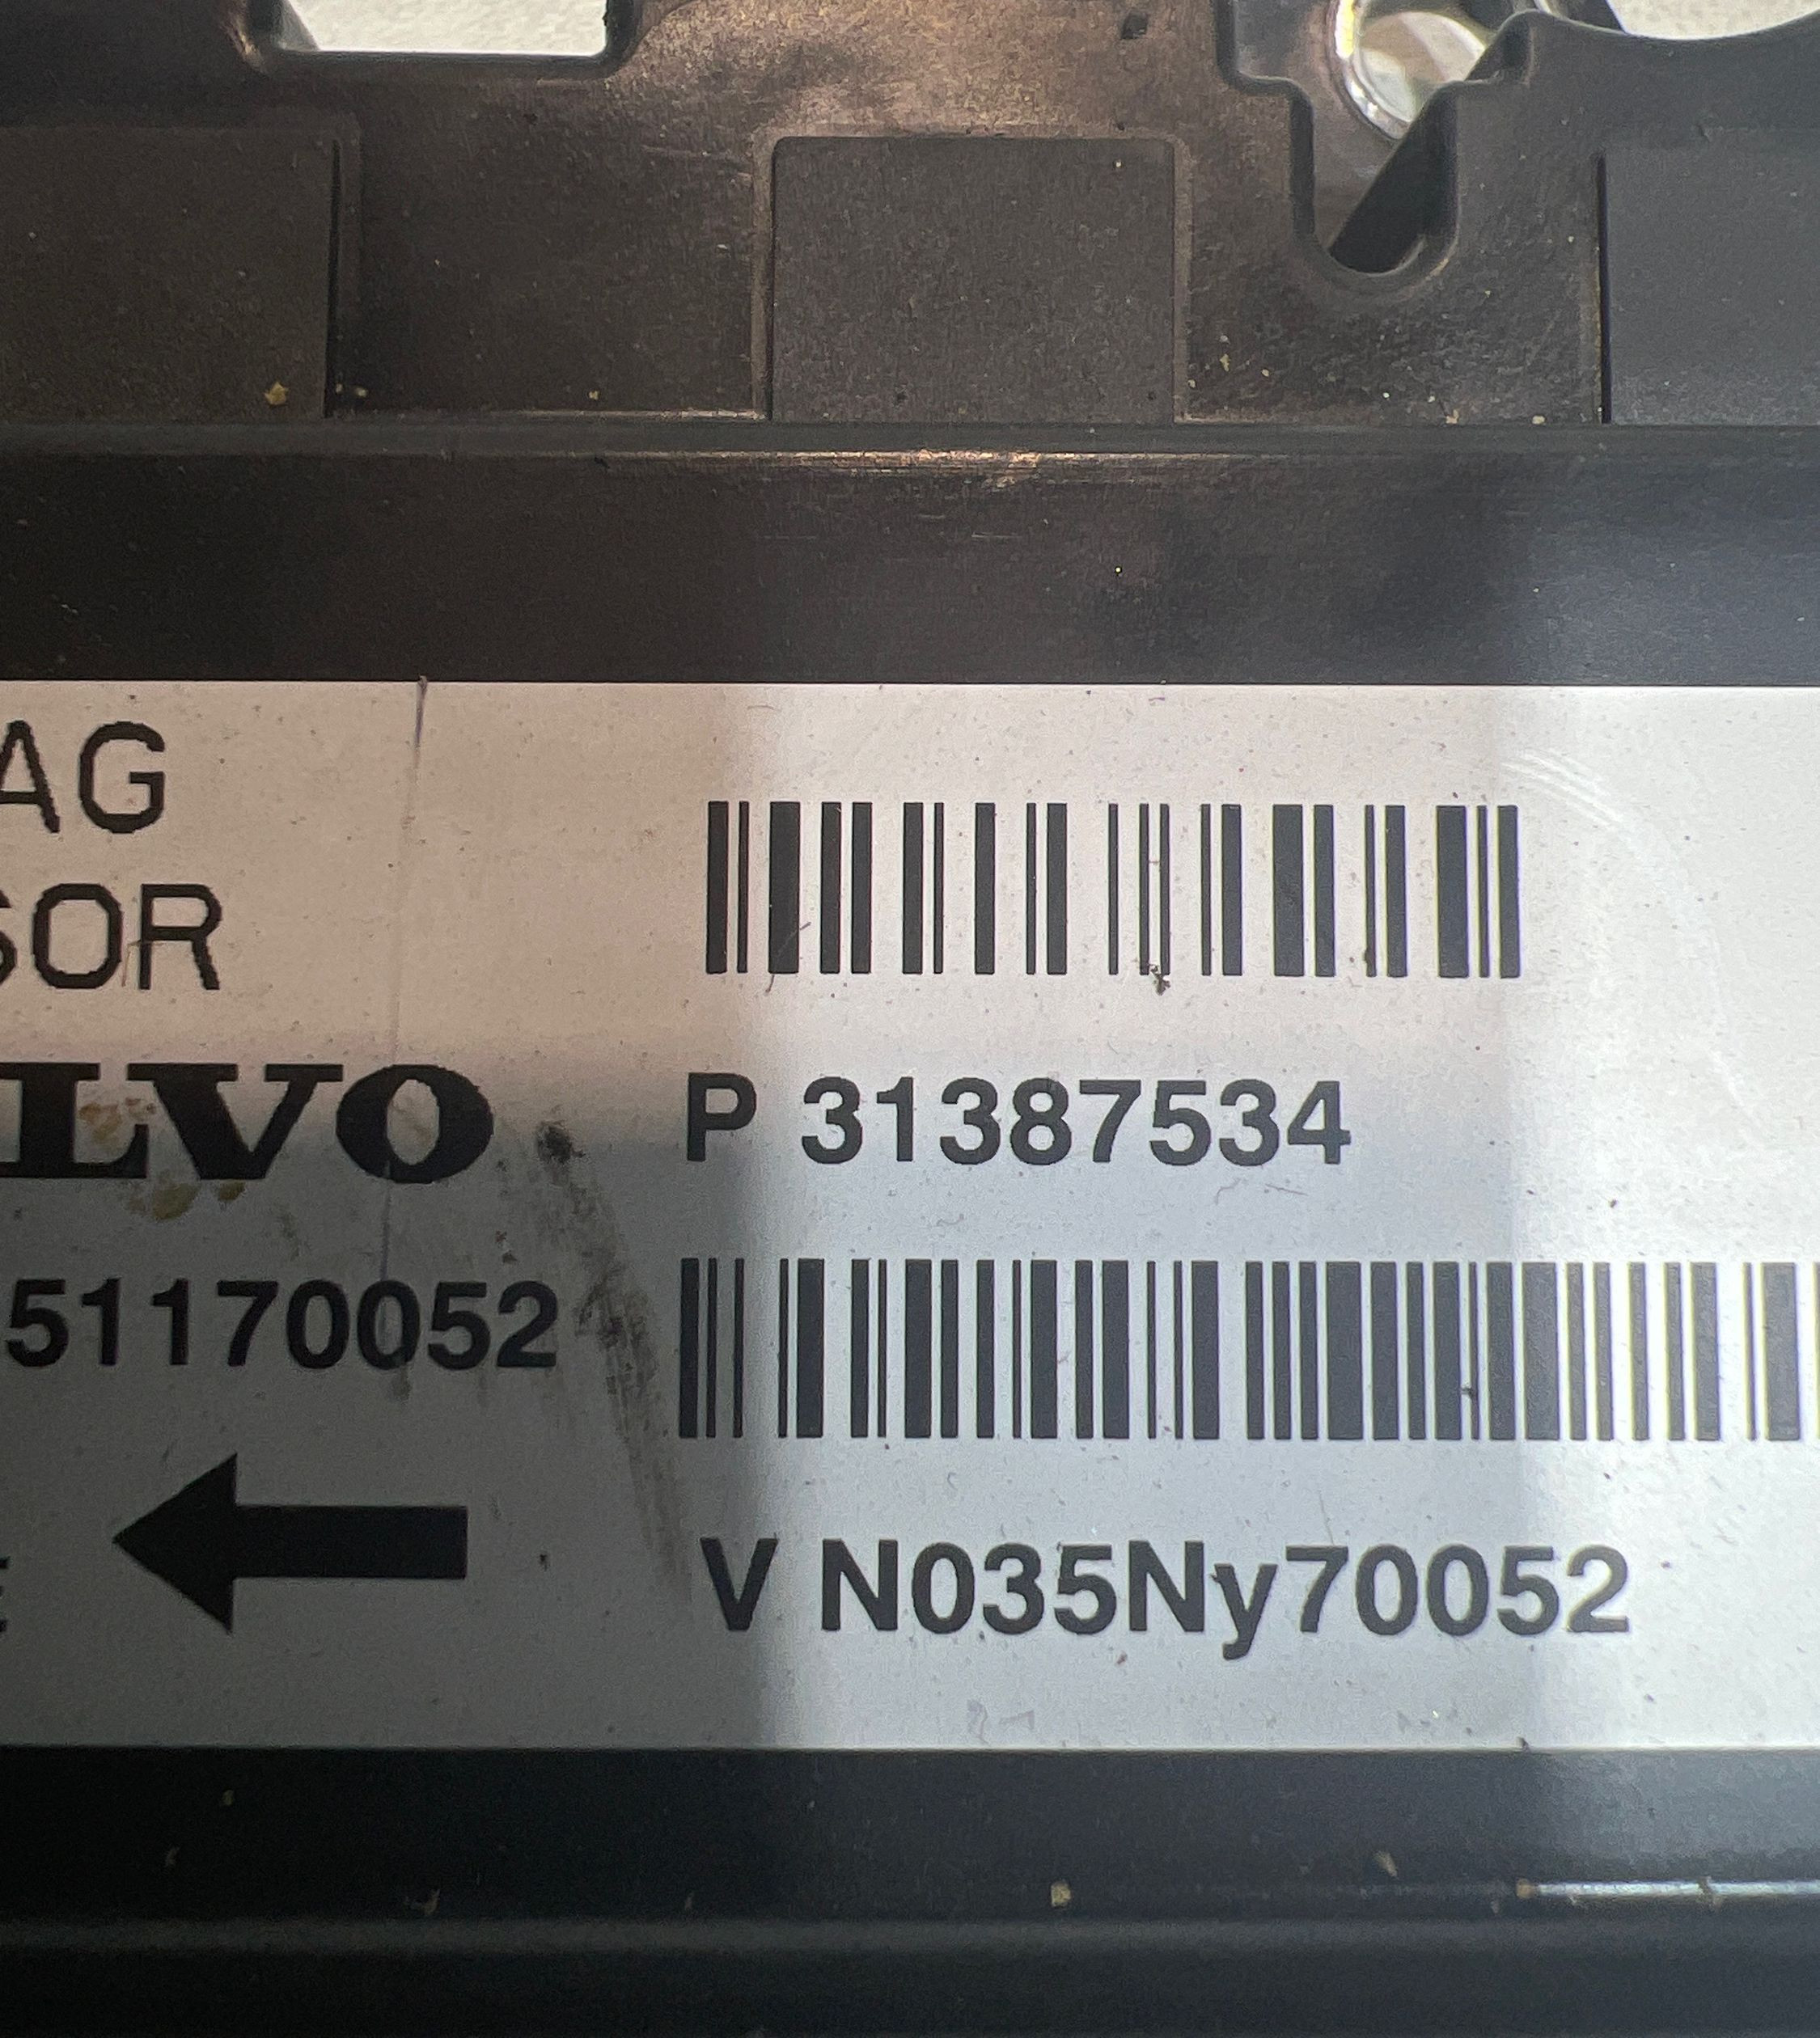 AG
SOR
LVO
P 31387534
51170052
V N035Ny70052